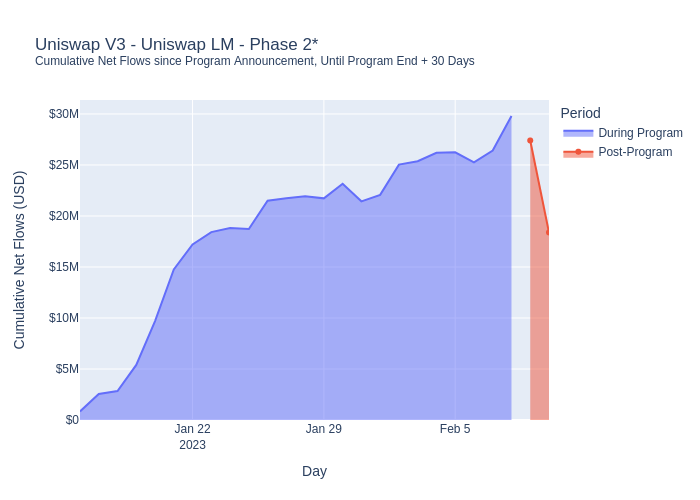 Uniswap V3 - Uniswap LM - Phase 2*
Cumulative Net Flows since Program Announcement, Until Program End + 30 Days
Period
During Program
Post-Program
Cumulative Net Flows (USD)
$30M
$25M
$20M
$15M
$10M
$5M
$0
Jan 22
2023
Jan 29
Feb 5
Day